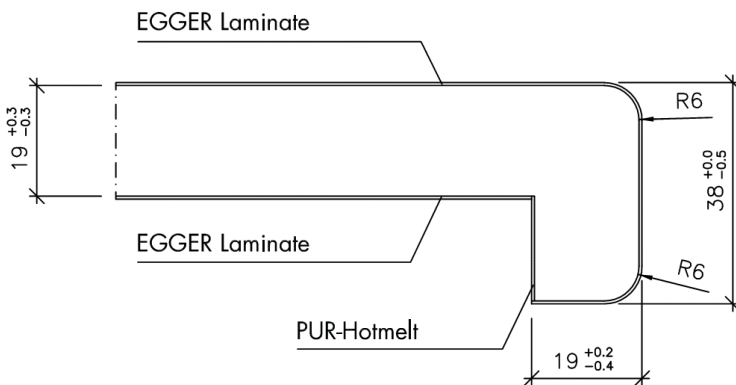 EGGER Laminate
R6
19 +0.3 -0.3
38 +0.0 -0.5
EGGER Laminate
R6
PUR-Hotmelt
19 +0.2 -0.4